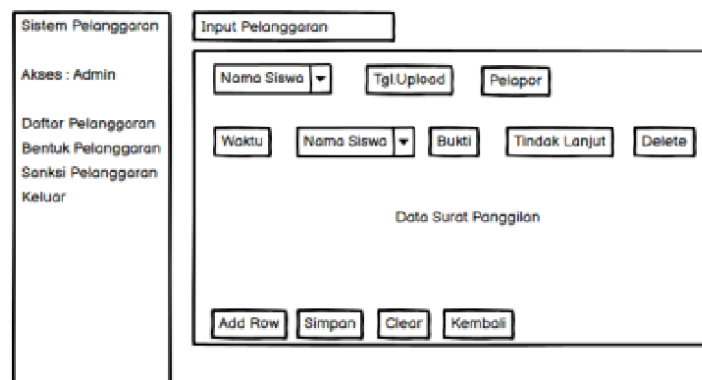 Sistem Pelanggaran
Akses : Admin
Daftar Pelanggaran
Bentuk Pelanggaran
Sanksi Pelanggaran
Keluar
Input Pelanggaran
Nama Siswa Tgl.Upload Pelapor
Waktu Nama Siswa Bukti Tindak Lanjut Delete
Data Surat Panggilan
Add Row Simpan Clear Kembali